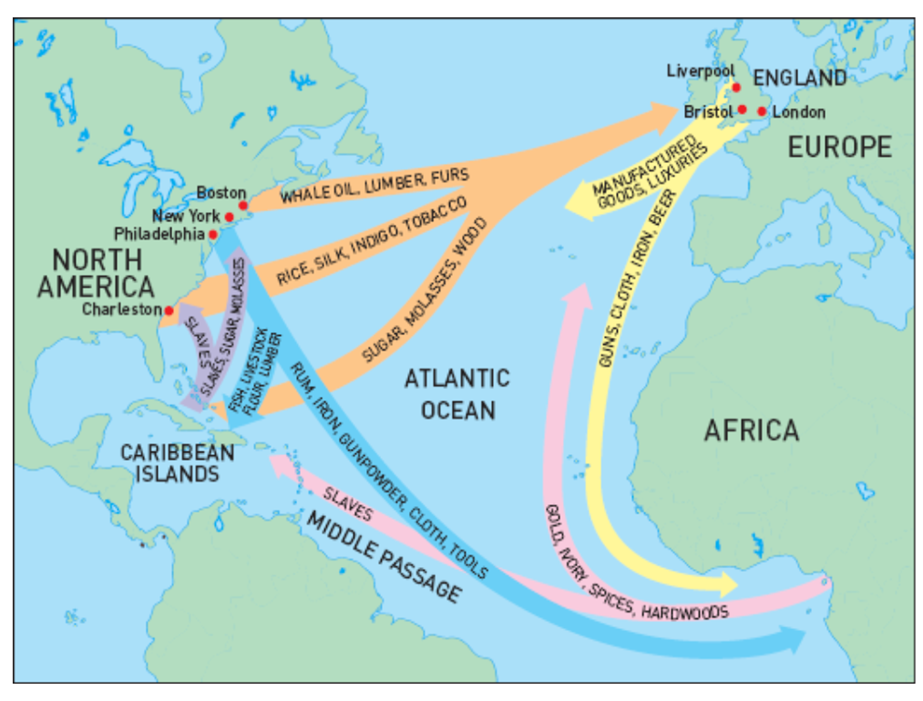 Liverpool
ENGLAND
Bristol
London
EUROPE
MANUFACTURED
GOODS, LUXURIES
WHALE OIL, LUMBER, FURS
Boston
New York
Philadelphia
RICE, SILK, INDIGO, TOBACCO
GUNS, CLOTH, IRON, BEER
NORTH
AMERICA
Charleston
SUGAR, MOLASSES, WOOD
SLAVES
SLAVES, SUGAR, MOLASSES
FISH, LIVESTOCK
FLOUR, LUMBER
RUM, IRON, GUNPOWDER, CLOTH, TOOLS
ATLANTIC
OCEAN
AFRICA
CARIBBEAN
ISLANDS
SLAVES
MIDDLE PASSAGE
GOLD, IVORY, SPICES, HARDWOODS